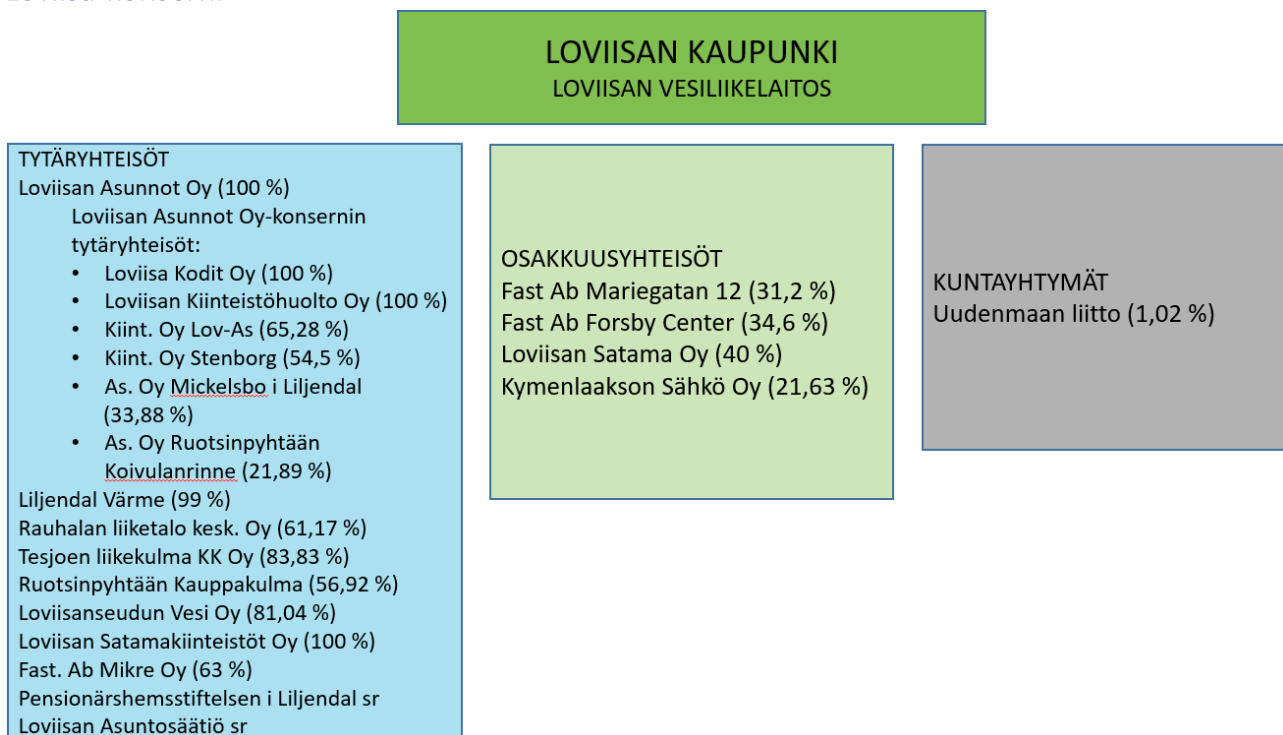 LOVIISAN KAUPUNKI
LOVIISAN VESILIIKELAITOS
TYTÄRYHTEISÖT
Loviisan Asunnot Oy (100 %)
Loviisan Asunnot Oy-konsernin
tytäryhteisöt:
• Loviisa Kodit Oy (100 %)
• Loviisan Kiinteistöhuolto Oy (100 %)
• Kiint. Oy Lov-As (65,28 %)
• Kiint. Oy Stenborg (54,5 %)
• As. Oy Mickelsbo i Liljendal
(33,88 %)
• As. Oy Ruotsinpyhtään
Koivulanrinne (21,89 %)
Liljendal Värme (99 %)
Rauhalan liiketalo kesk. Oy (61,17 %)
Tesjoen liikekulma KK Oy (83,83 %)
Ruotsinpyhtään Kauppakulma (56,92 %)
Loviisanseudun Vesi Oy (81,04 %)
Loviisan Satamakiinteistöt Oy (100 %)
Fast. Ab Mikre Oy (63 %)
Pensionärshemsstiftelsen i Liljendal sr
Loviisan Asuntosäätiö sr
OSAKKUUSYHTEISÖT
Fast Ab Mariegatan 12 (31,2 %)
Fast Ab Forsby Center (34,6 %)
Loviisan Satama Oy (40 %)
Kymenlaakson Sähkö Oy (21,63 %)
KUNTAYHTYMÄT
Uudenmaan liitto (1,02 %)